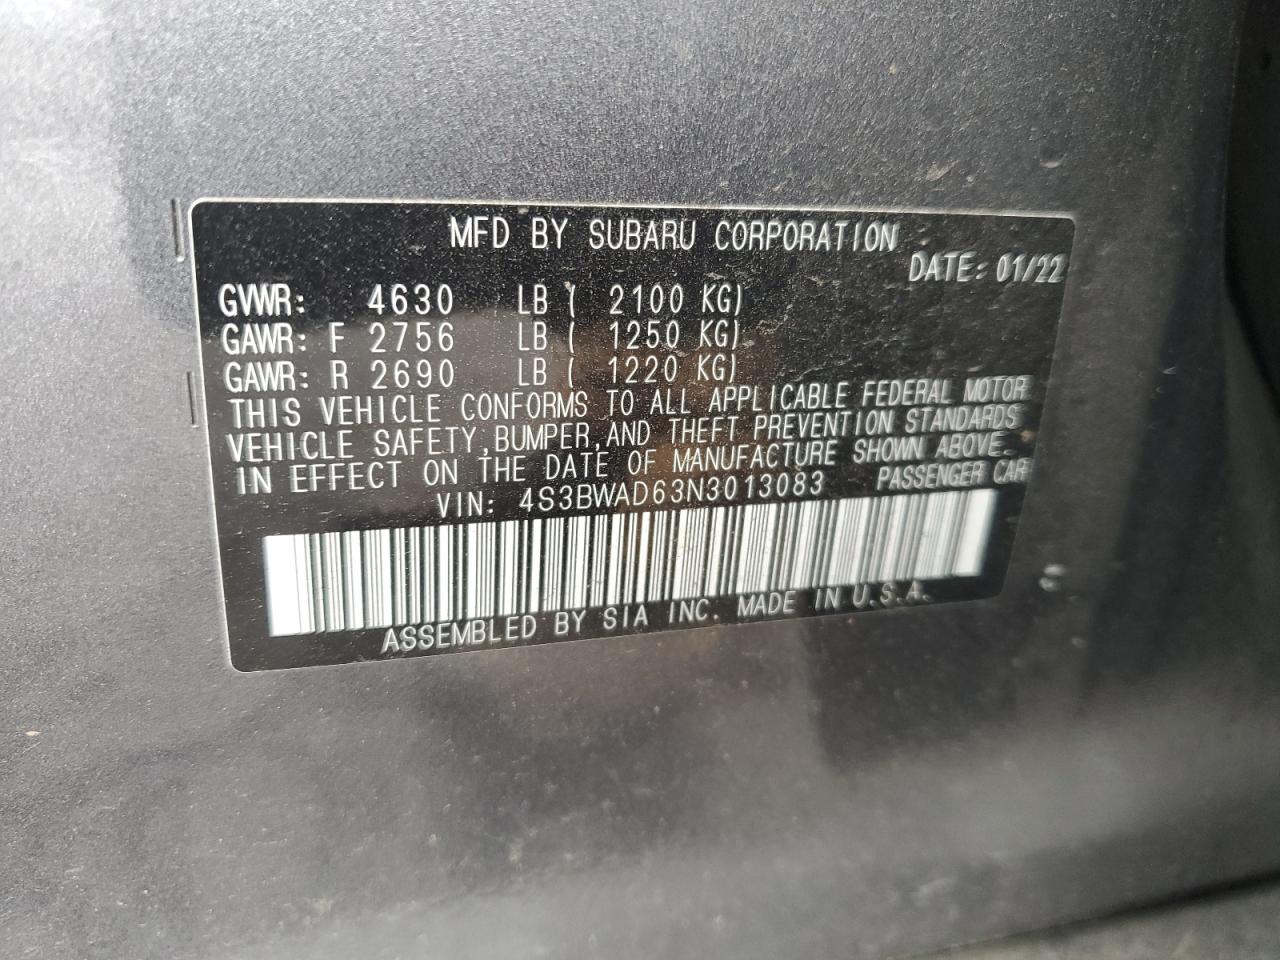 MFD BY SUBARU CORPORATION
DATE: 01/22
GVWR: 4630 LB ( 2100 KG)
GAWR: F 2756 LB ( 1250 KG)
GAWR: R 2690 LB ( 1220 KG)
THIS VEHICLE CONFORMS TO ALL APPLICABLE FEDERAL MOTOR
VEHICLE SAFETY,BUMPER,AND THEFT PREVENTION STANDARDS
IN EFFECT ON THE DATE OF MANUFACTURE SHOWN ABOVE.
VIN: 4S3BWAD63N3013083 PASSENGER CAR
ASSEMBLED BY SIA INC. MADE IN U.S.A.